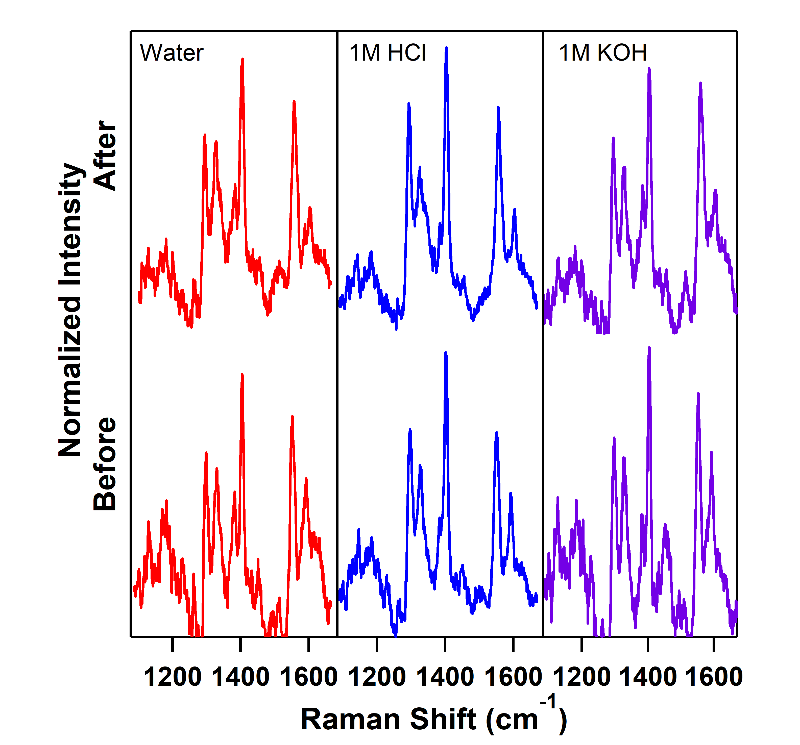 Water
1M HCl
1M KOH
After
Before
Normalized Intensity
1200 1400 1600 1200 1400 1600 1200 1400 1600
Raman Shift (cm⁻¹)